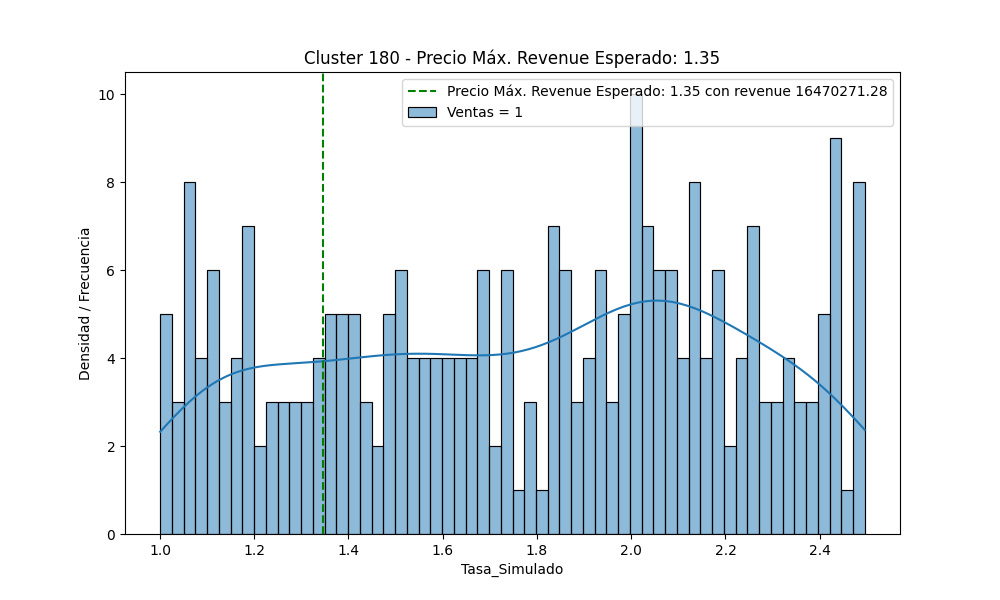 Cluster 180 - Precio Máx. Revenue Esperado: 1.35
Precio Máx. Revenue Esperado: 1.35 con revenue 16470271.28
Ventas = 1
Densidad / Frecuencia
10
8
6
4
2
0
1.0 1.2 1.4 1.6 1.8 2.0 2.2 2.4
Tasa_Simulado